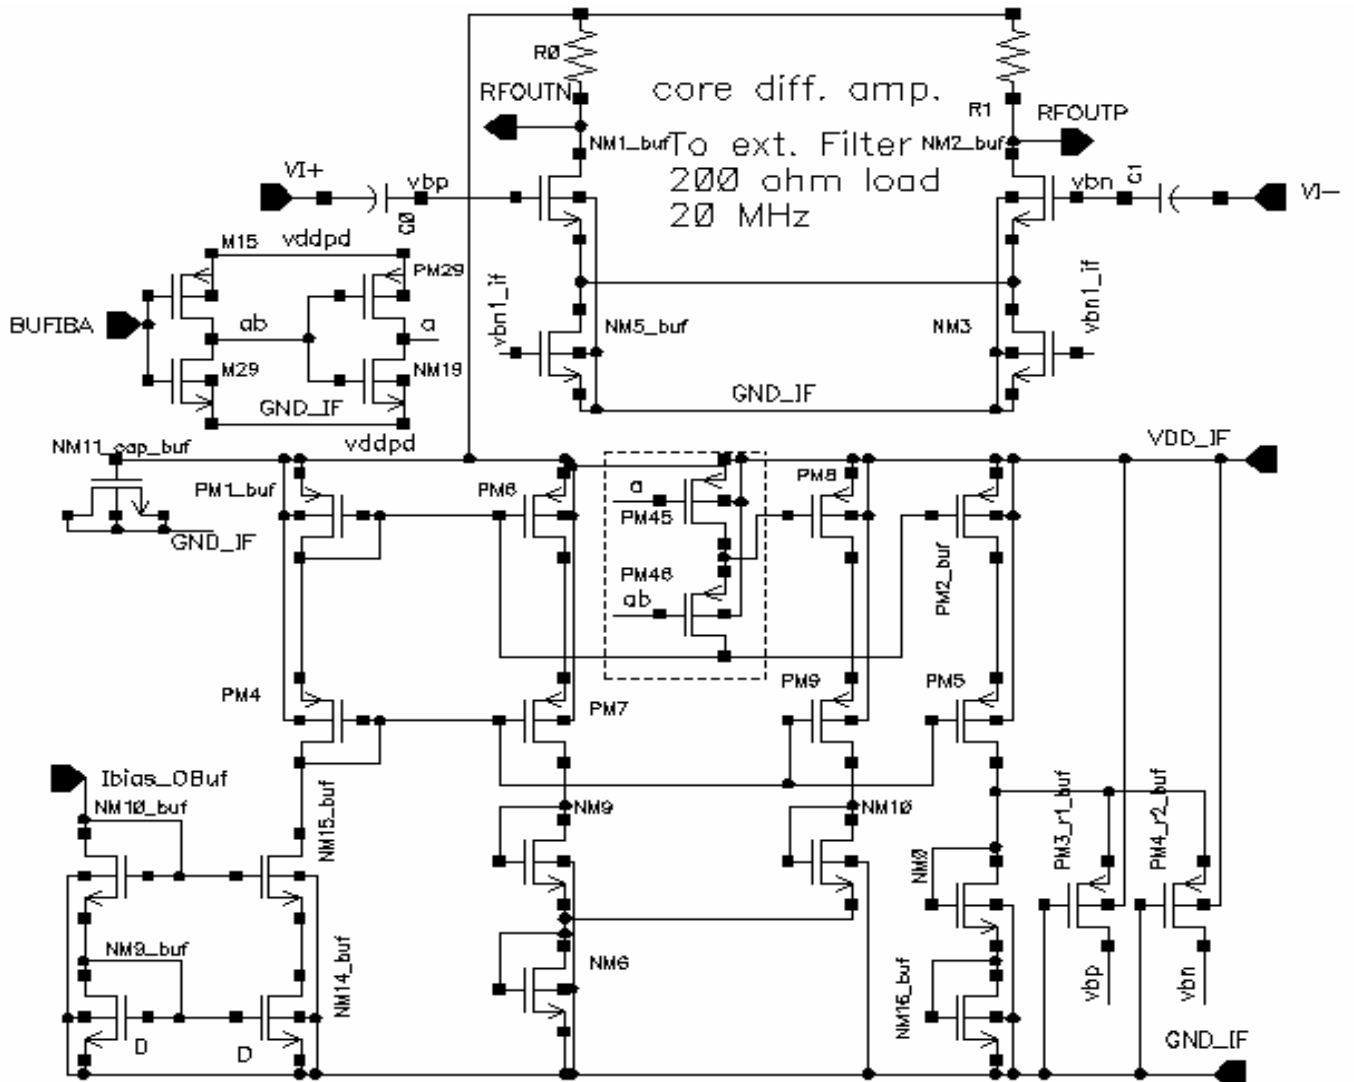 R0
core diff. amp.
RFOUTN
R1
RFOUTP
NM1_buf
To ext. Filter
NM2_buf
VI+
vbp
200 ohm load
vbn
C1
VI-
20 MHz
C0
M15
vddpd
PM29
BUFIBA
ab
a
vbn1_if
NM5_buf
NM3
vbn1_if
M29
NM19
GND_IF
GND_IF
NM11_cap_buf
vddpd
VDD_IF
PM1_buf
PM6
a
PM8
PM45
GND_IF
PM46
PM2_buf
ab
PM4
PM7
PM9
PM5
Ibias_OBuf
NM10_buf
NM15_buf
NM9
NM10
NM0
PM3_r1_buf
PM4_r2_buf
NM9_buf
NM14_buf
NM6
NM16_buf
vbp
vbn
D
D
GND_IF